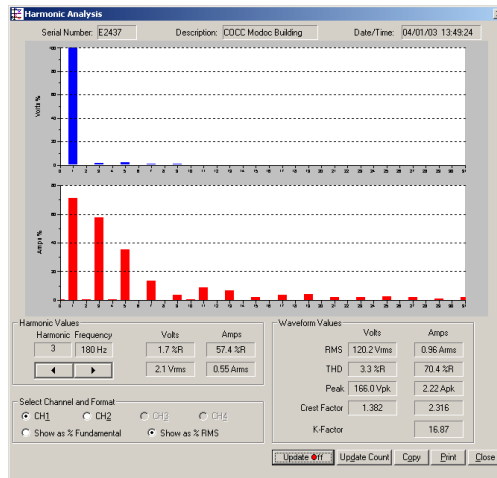 Harmonic Analysis
Serial Number: E2437 Description: COCC Modoc Building Date/Time: 04/01/03 13:49:24
Volts %
Amps %
Harmonic Values
Harmonic Frequency Volts Amps
3 180 Hz 1.7 %R 57.4 %R
2.1 Vrms 0.55 Arms
Select Channel and Format
CH1 CH2 CH3 CH4
Show as % Fundamental Show as % RMS
Waveform Values
Volts Amps
RMS 120.2 Vrms 0.96 Arms
THD 3.3 %R 70.4 %R
Peak 166.0 Vpk 2.22 Apk
Crest Factor 1.382 2.316
K-Factor 16.87
Update Off Update Count Copy Print Close